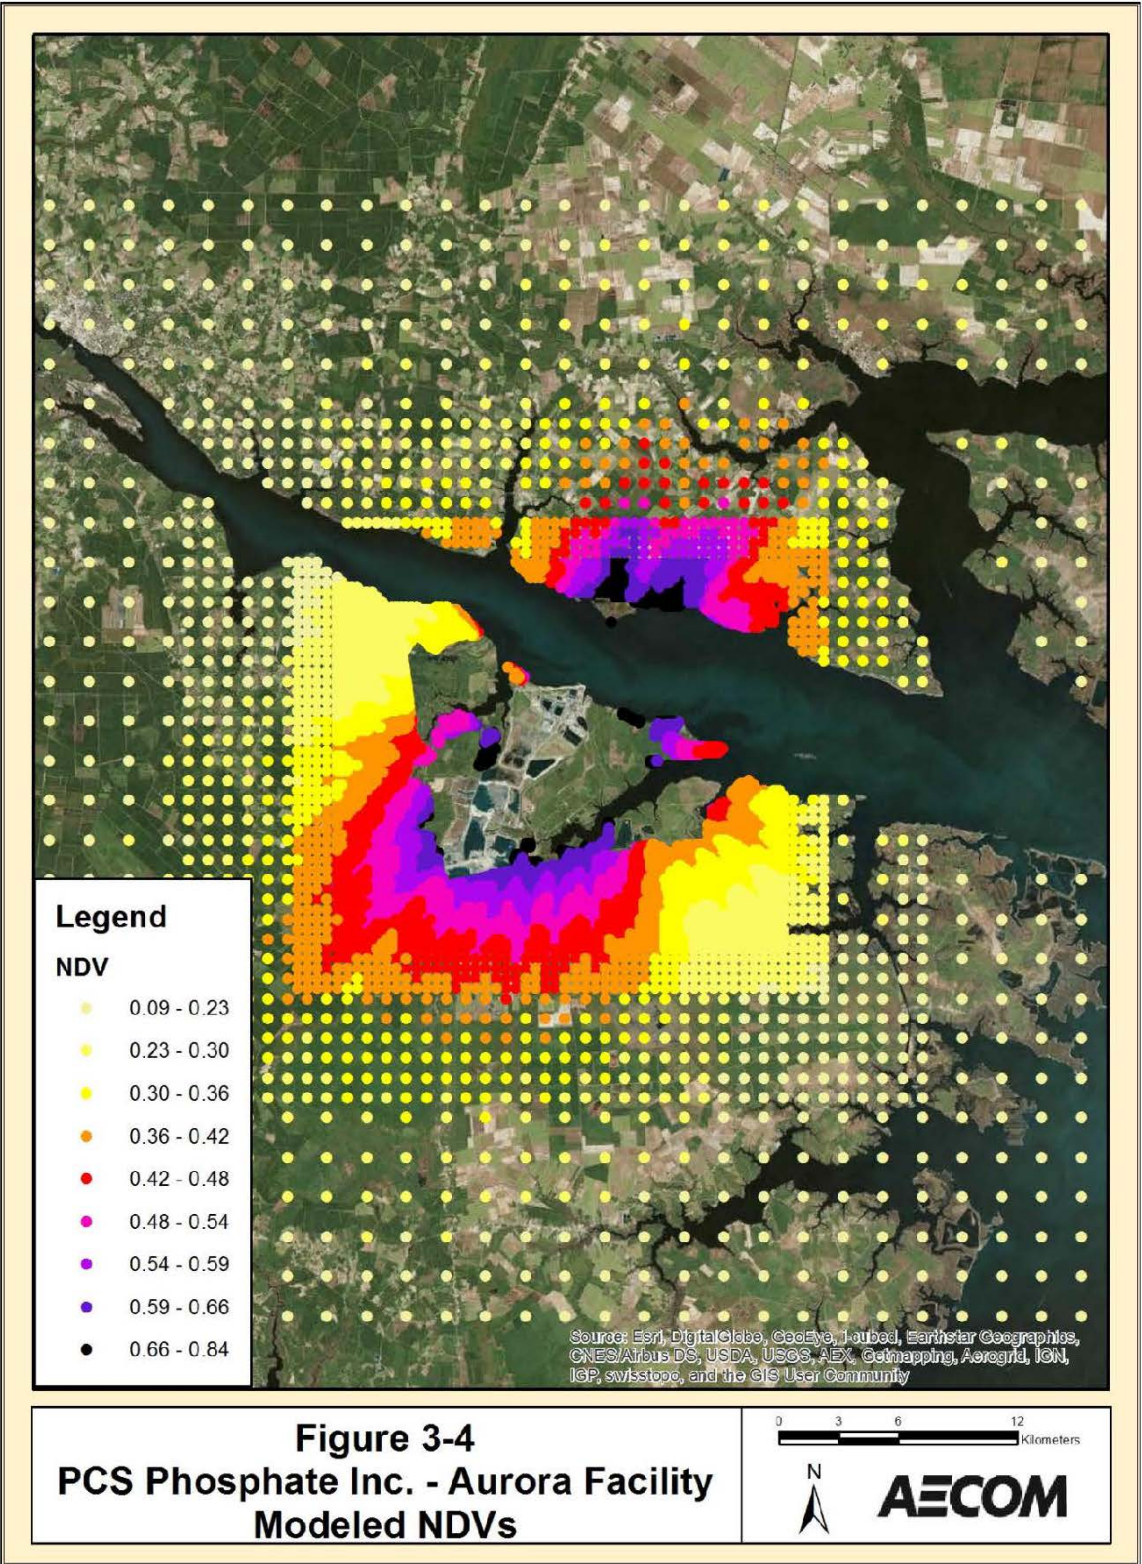 Legend
NDV
0.09 - 0.23
0.23 - 0.30
0.30 - 0.36
0.36 - 0.42
0.42 - 0.48
0.48 - 0.54
0.54 - 0.59
0.59 - 0.66
0.66 - 0.84
Source: Esri, DigitalGlobe, GeoEye, i-cubed, Earthstar Geographics,
CNES/Airbus DS, USDA, USGS, AEX, Getmapping, Aerogrid, IGN,
IGP, swisstopo, and the GIS User Community
Figure 3-4
PCS Phosphate Inc. - Aurora Facility
Modeled NDVs
0 3 6 12
Kilometers
N
AECOM